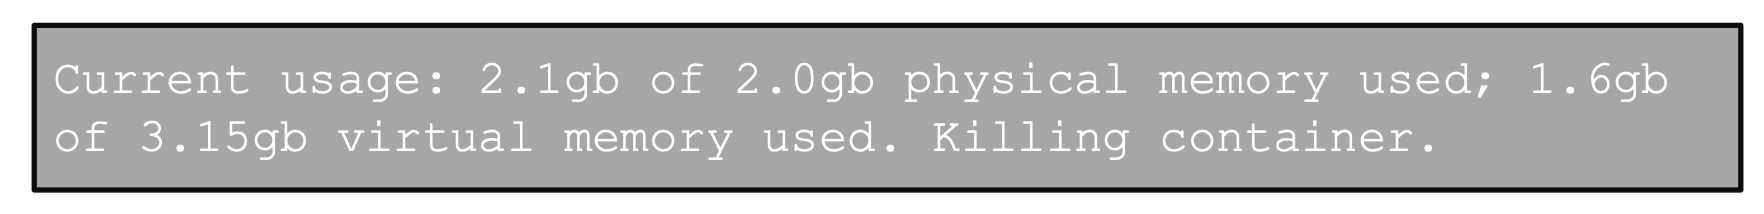 Current usage: 2.1gb of 2.0gb physical memory used; 1.6gb
of 3.15gb virtual memory used. Killing container.